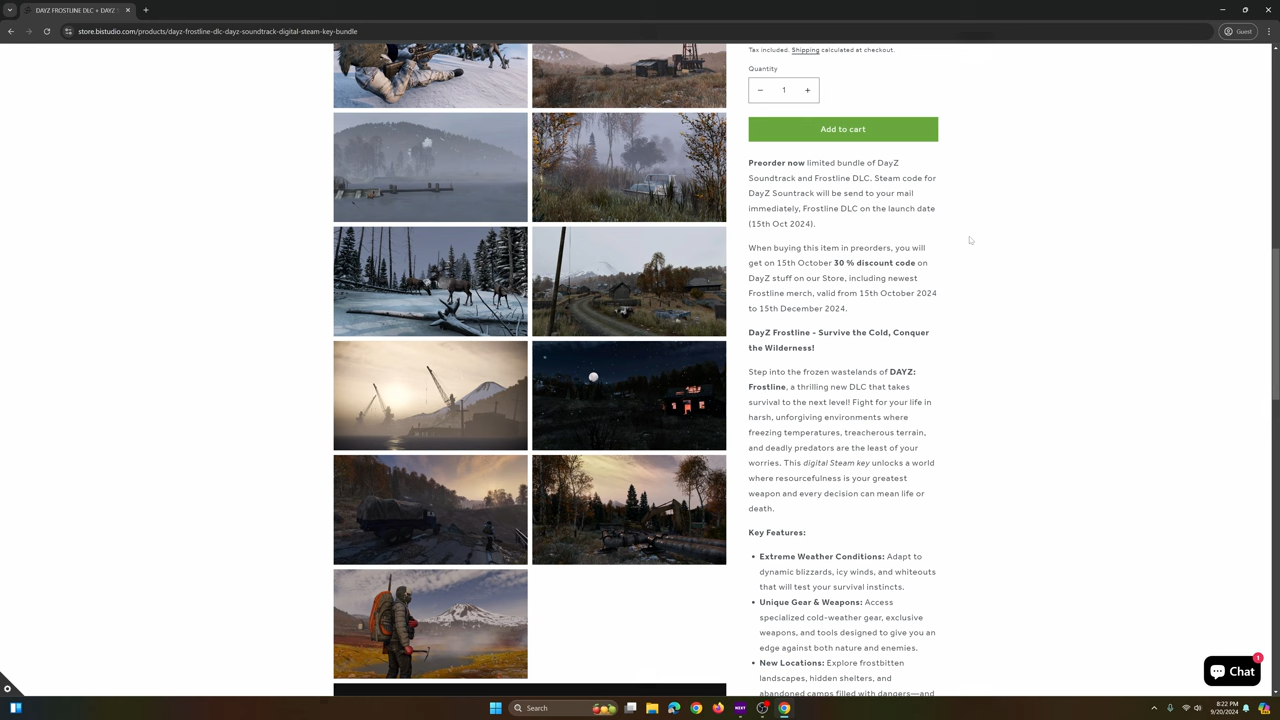 DAYZ FROSTLINE DLC + DAYZ S
store.bistudio.com/products/dayz-frostline-dlc-dayz-soundtrack-digital-steam-key-bundle
Guest
Tax included. Shipping calculated at checkout.
Quantity
− 1 +
Add to cart
Preorder now limited bundle of DayZ
Soundtrack and Frostline DLC. Steam code for
DayZ Sountrack will be send to your mail
immediately, Frostline DLC on the launch date
(15th Oct 2024).
When buying this item in preorders, you will
get on 15th October 30 % discount code on
DayZ stuff on our Store, including newest
Frostline merch, valid from 15th October 2024
to 15th December 2024.
DayZ Frostline - Survive the Cold, Conquer
the Wilderness!
Step into the frozen wastelands of DAYZ:
Frostline, a thrilling new DLC that takes
survival to the next level! Fight for your life in
harsh, unforgiving environments where
freezing temperatures, treacherous terrain,
and deadly predators are the least of your
worries. This digital Steam key unlocks a world
where resourcefulness is your greatest
weapon and every decision can mean life or
death.
Key Features:
• Extreme Weather Conditions: Adapt to
dynamic blizzards, icy winds, and whiteouts
that will test your survival instincts.
• Unique Gear & Weapons: Access
specialized cold-weather gear, exclusive
weapons, and tools designed to give you an
edge against both nature and enemies.
• New Locations: Explore frostbitten
landscapes, hidden shelters, and
abandoned camps filled with dangers—and
Chat
1
Search
NEXT
8:22 PM
9/20/2024